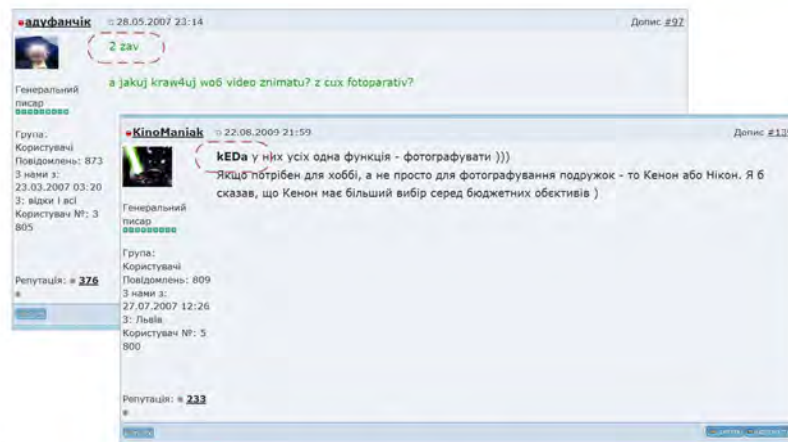 адуфанчік 28.05.2007 23:14 Допис #97
2 zav
a jakuj kraw4uj wo6 video znimatu? z cux fotoparativ?
Генеральний
писар
Група:
Користувачі
Повідомлень: 873
З нами з:
23.03.2007 03:20
З: відки і всі
Користувач №: 3
805
Репутація: 376
KinoManiak 22.08.2009 21:59 Допис #135
kEDa у них усіх одна функція - фотографувати )))
Якщо потрібен для хоббі, а не просто для фотографування подружок - то Кенон або Нікон. Я б
сказав, що Кенон має більший вибір серед бюджетних обєктивів )
Генеральний
писар
Група:
Користувачі
Повідомлень: 809
З нами з:
27.07.2007 12:26
З: Львів
Користувач №: 5
800
Репутація: 233